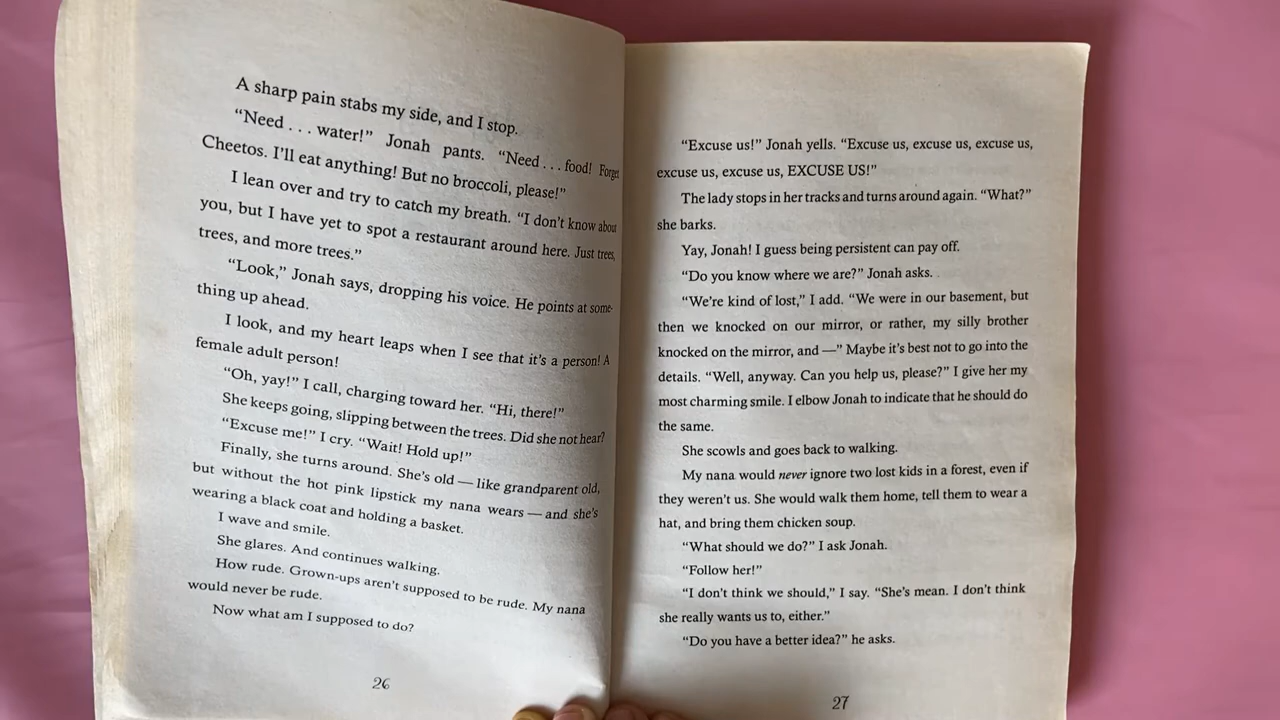 A sharp pain stabs my side, and I stop.
“Need . . . water!” Jonah pants. “Need . . . food! Forget
Cheetos. I’ll eat anything! But no broccoli, please!”
I lean over and try to catch my breath. “I don’t know about
you, but I have yet to spot a restaurant around here. Just trees,
trees, and more trees.”
“Look,” Jonah says, dropping his voice. He points at some-
thing up ahead.
I look, and my heart leaps when I see that it’s a person! A
female adult person!
“Oh, yay!” I call, charging toward her. “Hi, there!”
She keeps going, slipping between the trees. Did she not hear?
“Excuse me!” I cry. “Wait! Hold up!”
Finally, she turns around. She’s old — like grandparent old,
but without the hot pink lipstick my nana wears — and she’s
wearing a black coat and holding a basket.
I wave and smile.
She glares. And continues walking.
How rude. Grown-ups aren’t supposed to be rude. My nana
would never be rude.
Now what am I supposed to do?
26
“Excuse us!” Jonah yells. “Excuse us, excuse us, excuse us,
excuse us, excuse us, EXCUSE US!”
The lady stops in her tracks and turns around again. “What?”
she barks.
Yay, Jonah! I guess being persistent can pay off.
“Do you know where we are?” Jonah asks.
“We’re kind of lost,” I add. “We were in our basement, but
then we knocked on our mirror, or rather, my silly brother
knocked on the mirror, and —” Maybe it’s best not to go into the
details. “Well, anyway. Can you help us, please?” I give her my
most charming smile. I elbow Jonah to indicate that he should do
the same.
She scowls and goes back to walking.
My nana would never ignore two lost kids in a forest, even if
they weren’t us. She would walk them home, tell them to wear a
hat, and bring them chicken soup.
“What should we do?” I ask Jonah.
“Follow her!”
“I don’t think we should,” I say. “She’s mean. I don’t think
she really wants us to, either.”
“Do you have a better idea?” he asks.
27